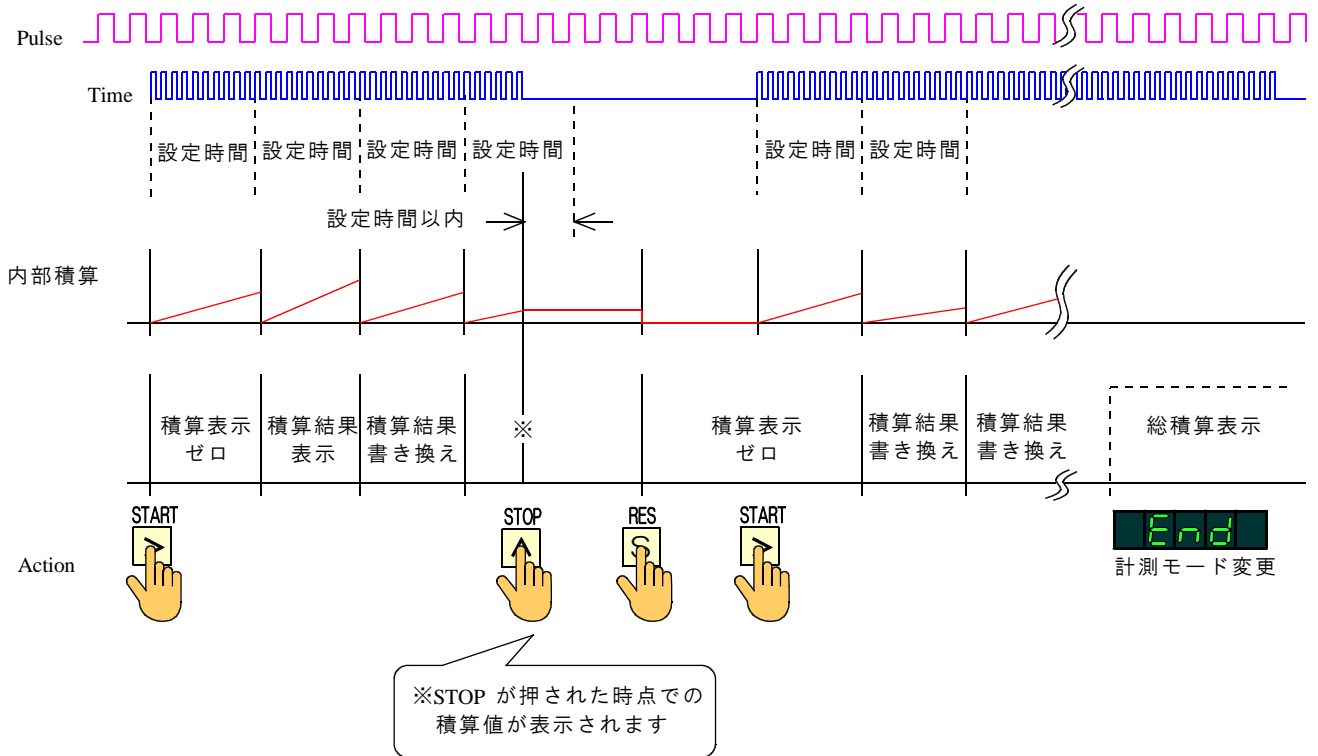 Pulse
Time
設定時間 設定時間 設定時間 設定時間 設定時間 設定時間
設定時間以内
内部積算
積算表示 積算結果 積算結果 ※ 積算表示 積算結果 積算結果 総積算表示
ゼロ 表示 書き換え ゼロ 書き換え 書き換え
START STOP RES START
> S >
End
Action
計測モード変更
※STOP が押された時点での
積算値が表示されます